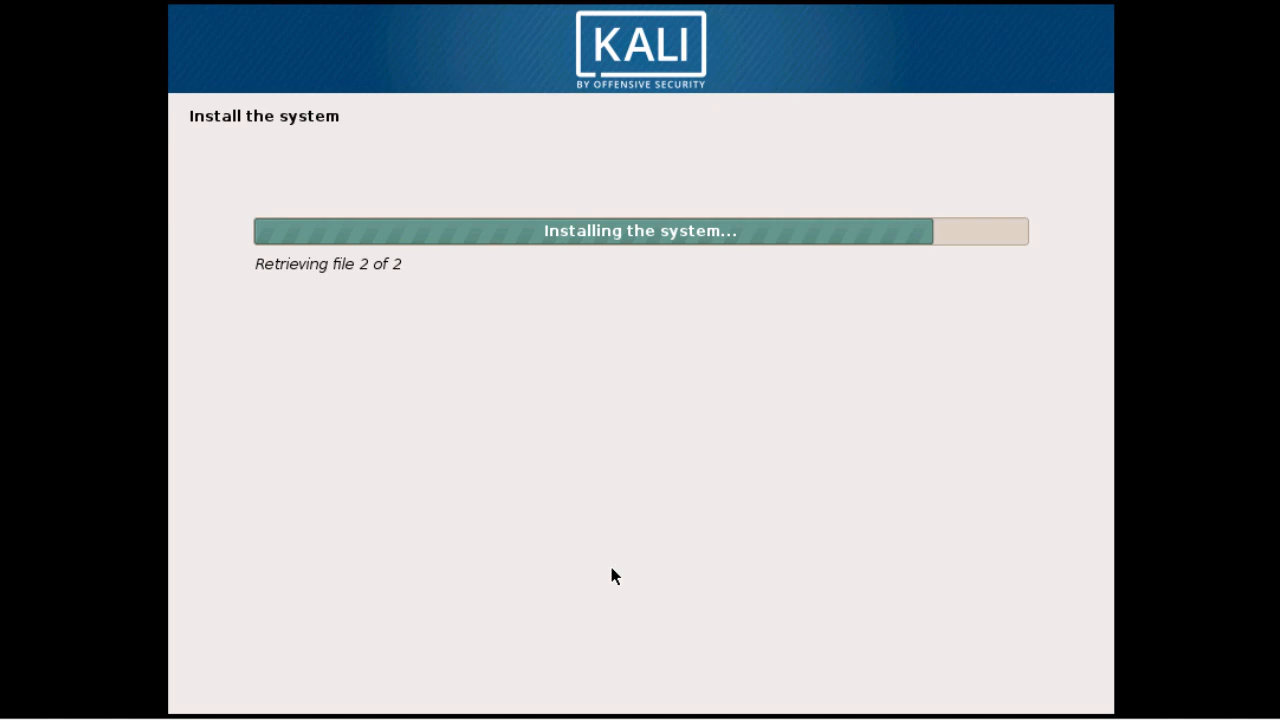 KALI
BY OFFENSIVE SECURITY
Install the system
Installing the system...
Retrieving file 2 of 2